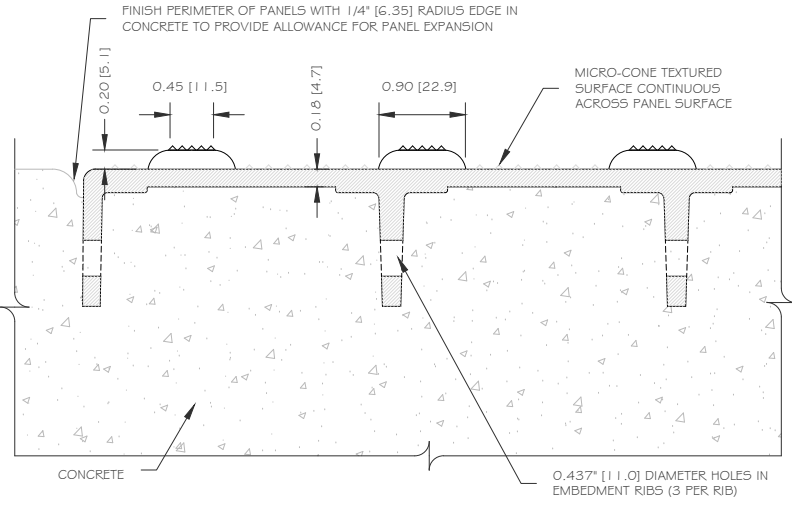 FINISH PERIMETER OF PANELS WITH 1/4" [6.35] RADIUS EDGE IN
CONCRETE TO PROVIDE ALLOWANCE FOR PANEL EXPANSION
0.20 [5.1]
0.45 [11.5]
0.18 [4.7]
0.90 [22.9]
MICRO-CONE TEXTURED
SURFACE CONTINUOUS
ACROSS PANEL SURFACE
CONCRETE
0.437" [11.0] DIAMETER HOLES IN
EMBEDMENT RIBS (3 PER RIB)